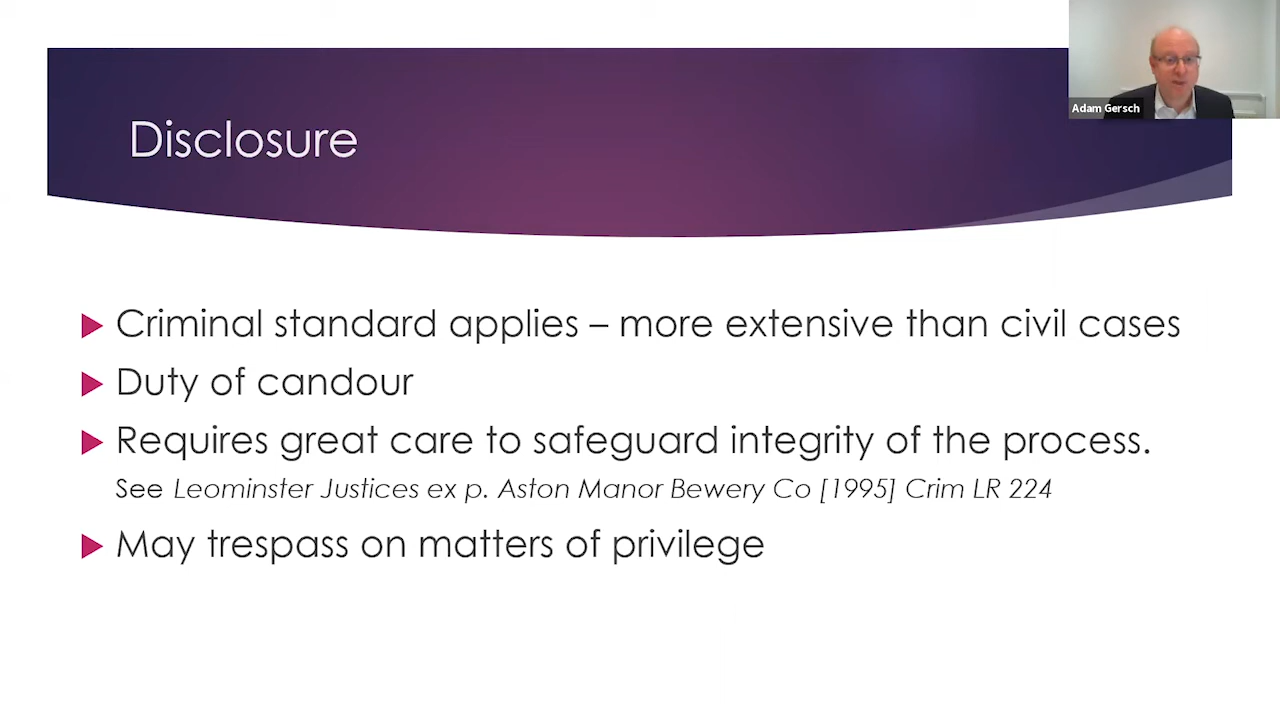 Adam Gersch
Disclosure
Criminal standard applies – more extensive than civil cases
Duty of candour
Requires great care to safeguard integrity of the process.
See Leominster Justices ex p. Aston Manor Bewery Co [1995] Crim LR 224
May trespass on matters of privilege